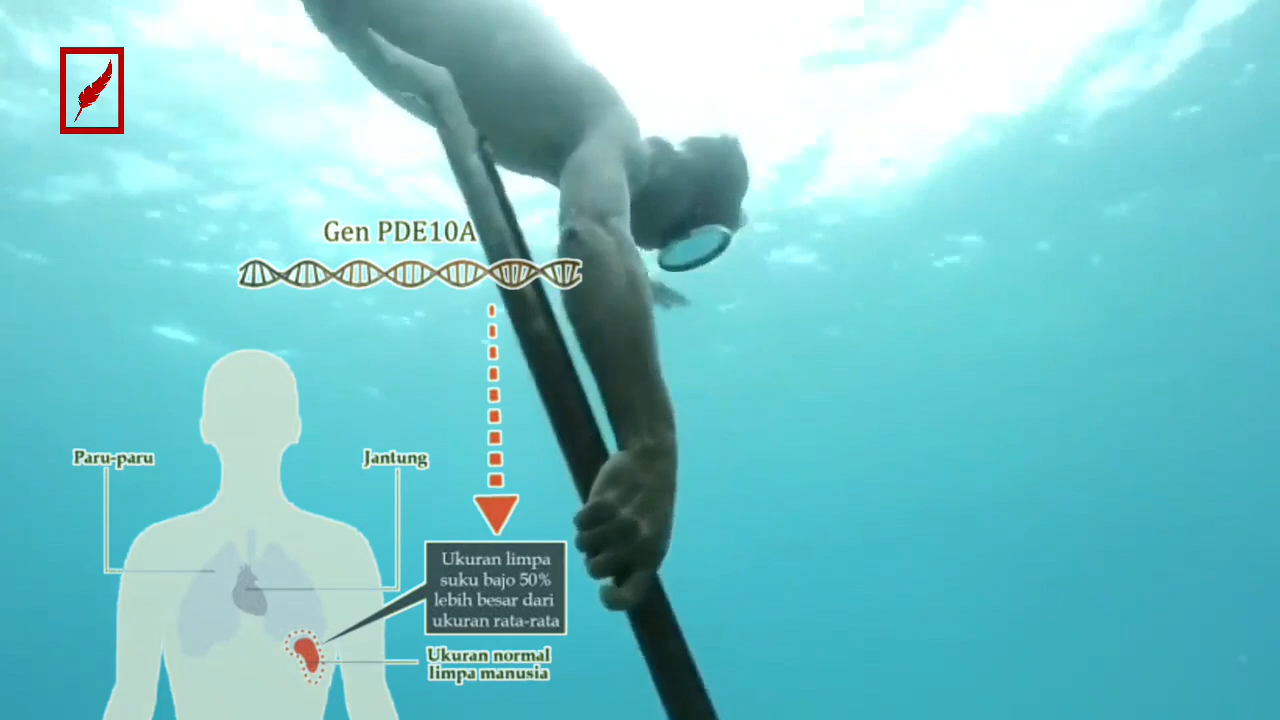 Gen PDE10A
Paru-paru
Jantung
Ukuran limpa
suku bajo 50%
lebih besar dari
ukuran rata-rata
Ukuran normal
limpa manusia